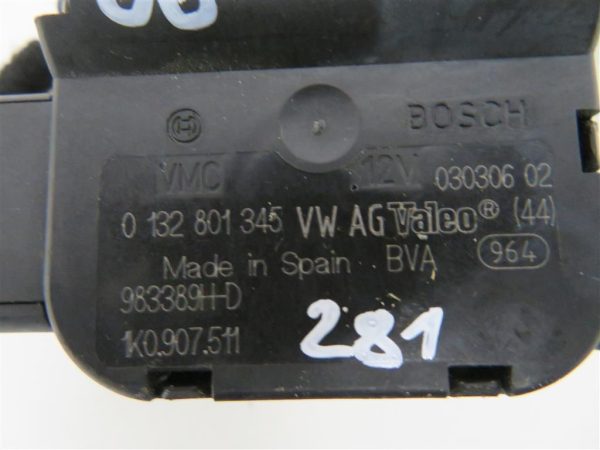 BOSCH
VMC 12V 030306 02
0 132 801 345 VW AG Valeo® (44)
Made in Spain BVA 964
983389H-D
1K0.907.511
281